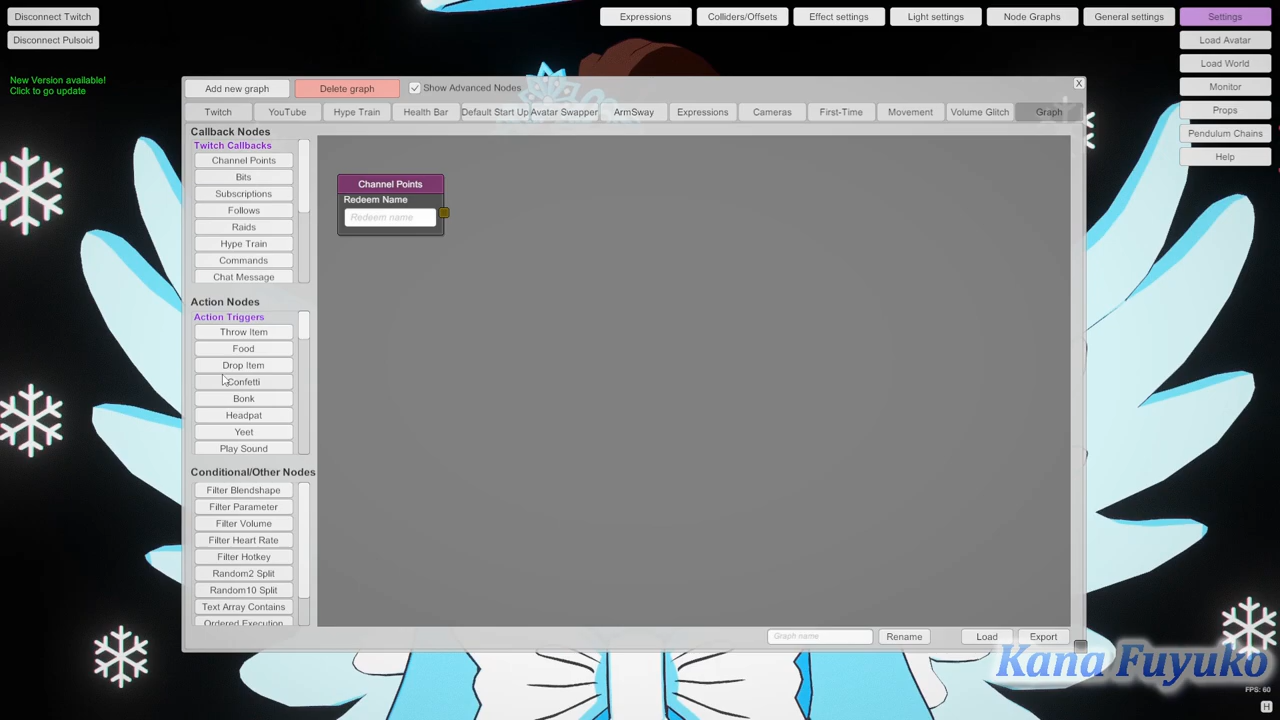 Disconnect Twitch
Disconnect Pulsoid
New Version available!
Click to go update
Expressions
Colliders/Offsets
Effect settings
Light settings
Node Graphs
General settings
Settings
Load Avatar
Load World
Monitor
Props
Pendulum Chains
Help
Add new graph
Delete graph
Show Advanced Nodes
X
Twitch
YouTube
Hype Train
Health Bar
Default Start Up
Avatar Swapper
ArmSway
Expressions
Cameras
First-Time
Movement
Volume Glitch
Graph
Callback Nodes
Twitch Callbacks
Channel Points
Bits
Subscriptions
Follows
Raids
Hype Train
Commands
Chat Message
Action Nodes
Action Triggers
Throw Item
Food
Drop Item
Confetti
Bonk
Headpat
Yeet
Play Sound
Conditional/Other Nodes
Filter Blendshape
Filter Parameter
Filter Volume
Filter Heart Rate
Filter Hotkey
Random2 Split
Random10 Split
Text Array Contains
Ordered Execution
Channel Points
Redeem Name
Redeem name
Graph name
Rename
Load
Export
Kana Fuyuko
FPS: 60
H